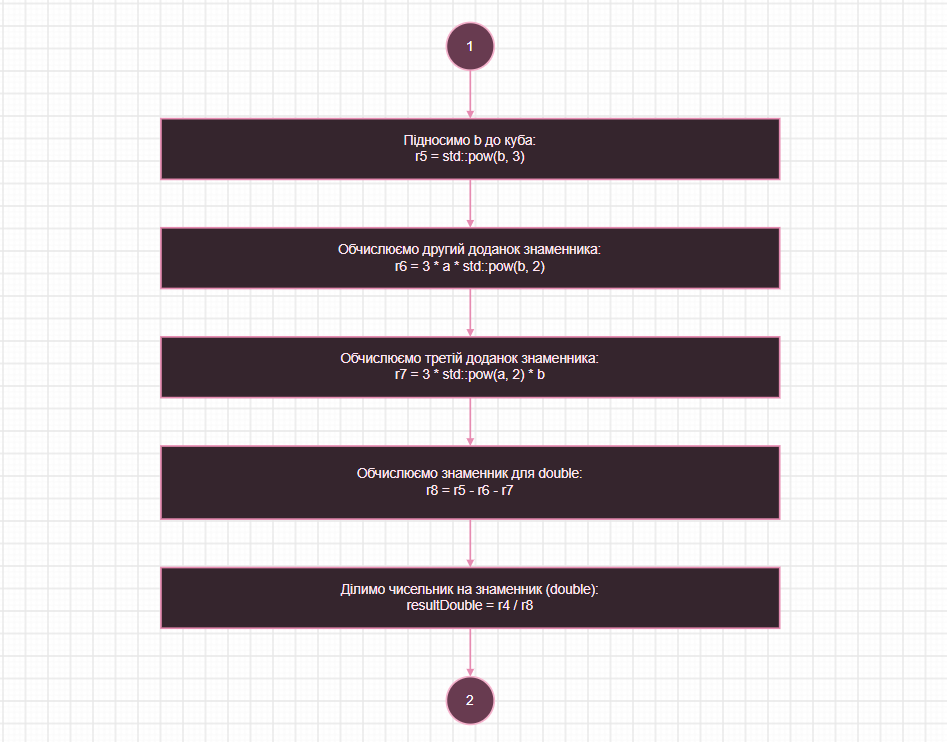 1
Підносимо b до куба:
r5 = std::pow(b, 3)
Обчислюємо другий доданок знаменника:
r6 = 3 * a * std::pow(b, 2)
Обчислюємо третій доданок знаменника:
r7 = 3 * std::pow(a, 2) * b
Обчислюємо знаменник для double:
r8 = r5 - r6 - r7
Ділимо чисельник на знаменник (double):
resultDouble = r4 / r8
2